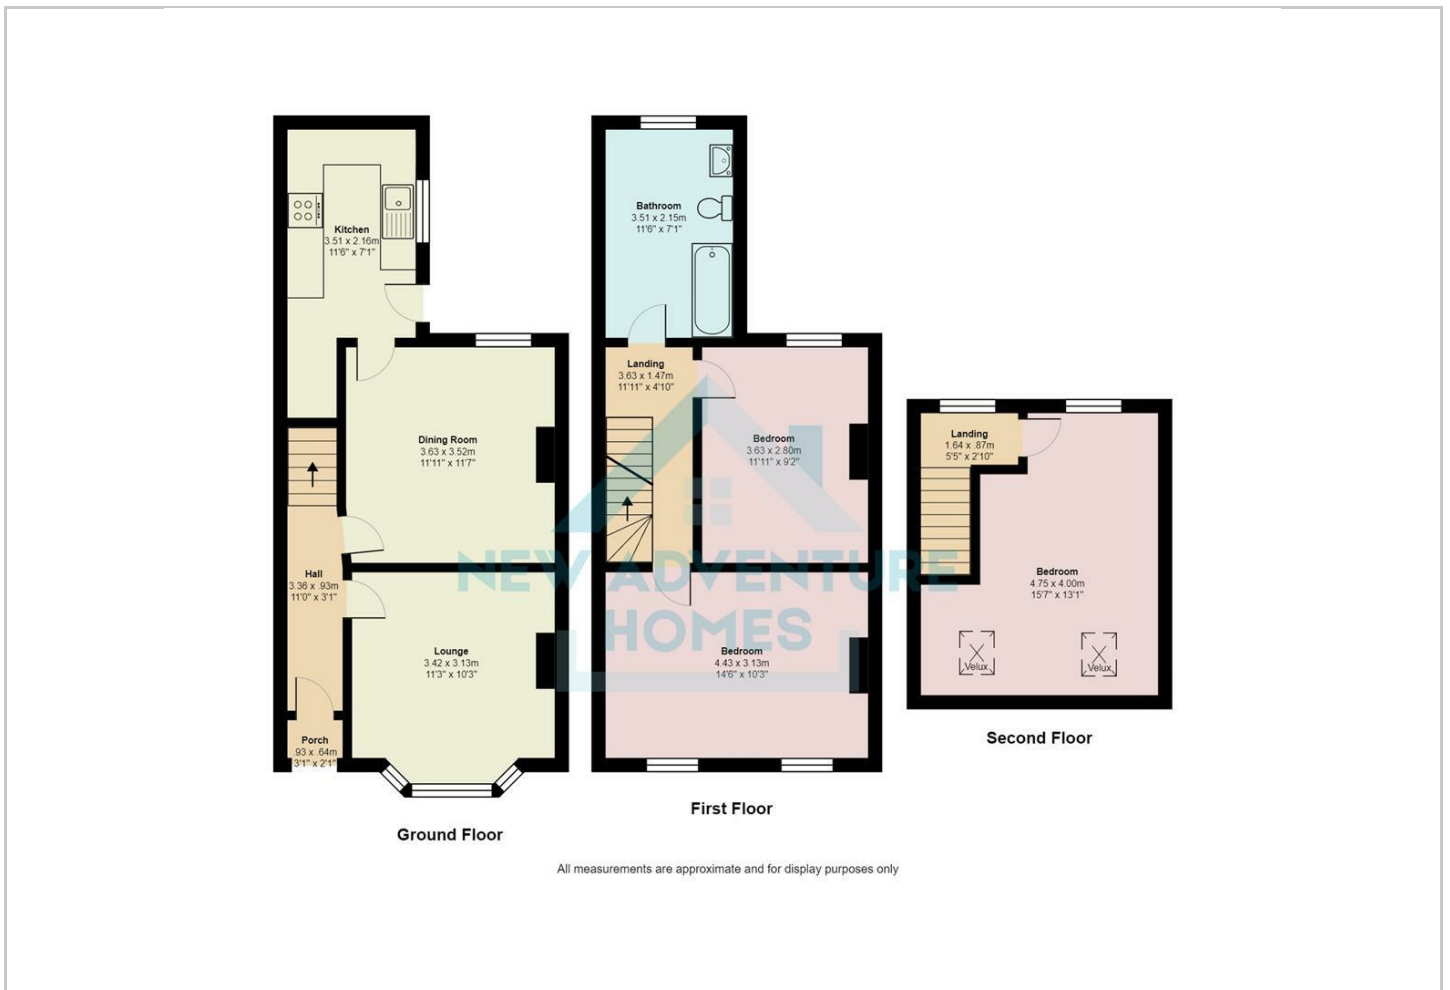 Kitchen
3.51 x 2.16m
11'6" x 7'1"
Dining Room
3.63 x 3.52m
11'11" x 11'7"
Hall
3.36 x .93m
11'0" x 3'1"
Lounge
3.42 x 3.13m
11'3" x 10'3"
Porch
.93 x .64m
3'1" x 2'1"
Ground Floor
Bathroom
3.51 x 2.15m
11'6" x 7'1"
Landing
3.63 x 1.47m
11'11" x 4'10"
Bedroom
3.63 x 2.80m
11'11" x 9'2"
Bedroom
4.43 x 3.13m
14'6" x 10'3"
First Floor
Landing
1.64 x .87m
5'5" x 2'10"
Bedroom
4.75 x 4.00m
15'7" x 13'1"
Velux
Velux
Second Floor
NEW ADVENTURE
HOMES
All measurements are approximate and for display purposes only